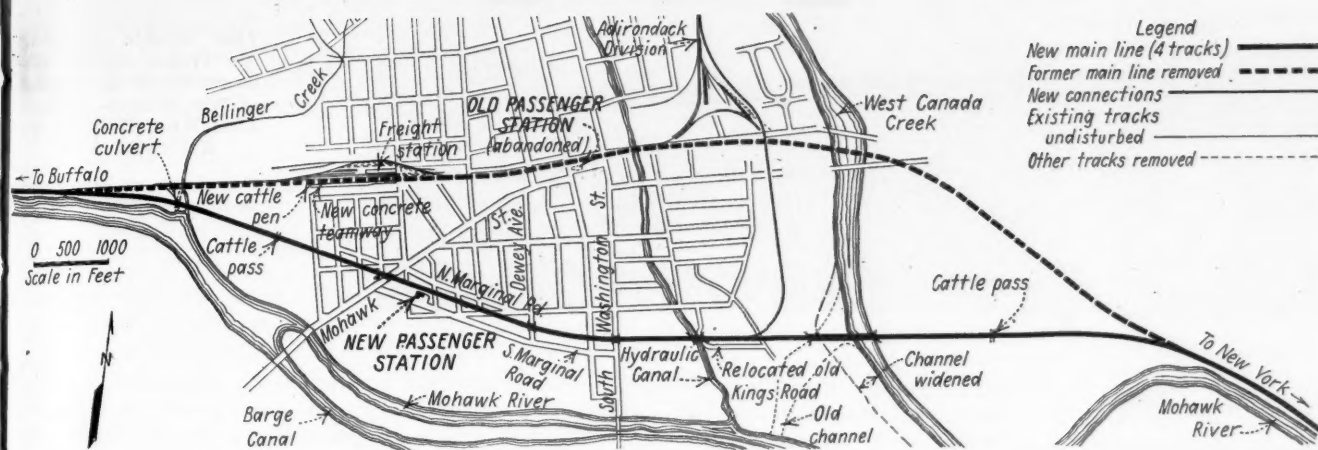 Legend
New main line (4 tracks)
Former main line removed
New connections
Existing tracks
undisturbed
Other tracks removed
Adirondack
Division
West Canada
Creek
Bellinger
Creek
OLD PASSENGER
STATION
(abandoned)
Concrete
culvert
Freight
station
←To Buffalo
New cattle
pen
New concrete
teamway
0 500 1000
Scale in Feet
Cattle
pass
St.
Dewey Ave.
St.
Washington
South
N. Marginal Rd.
Mohawk
NEW PASSENGER
STATION
S. Marginal
Road
Hydraulic
Canal
Relocated old
Kings Road
Cattle pass
Channel
widened
Old
channel
To New York
Mohawk
River
N
Mohawk River
Barge
Canal